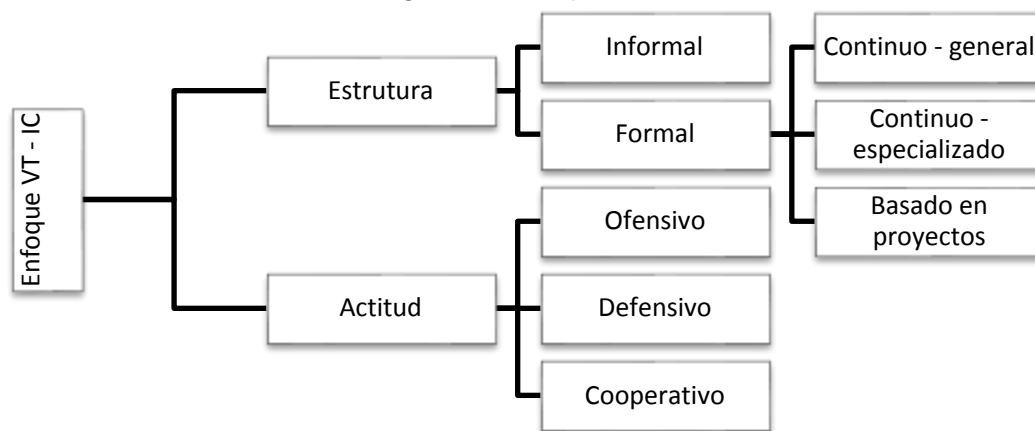 Enfoque VT - IC
Estrutura
Informal
Formal
Continuo - general
Continuo -
especializado
Basado en
proyectos
Actitud
Ofensivo
Defensivo
Cooperativo